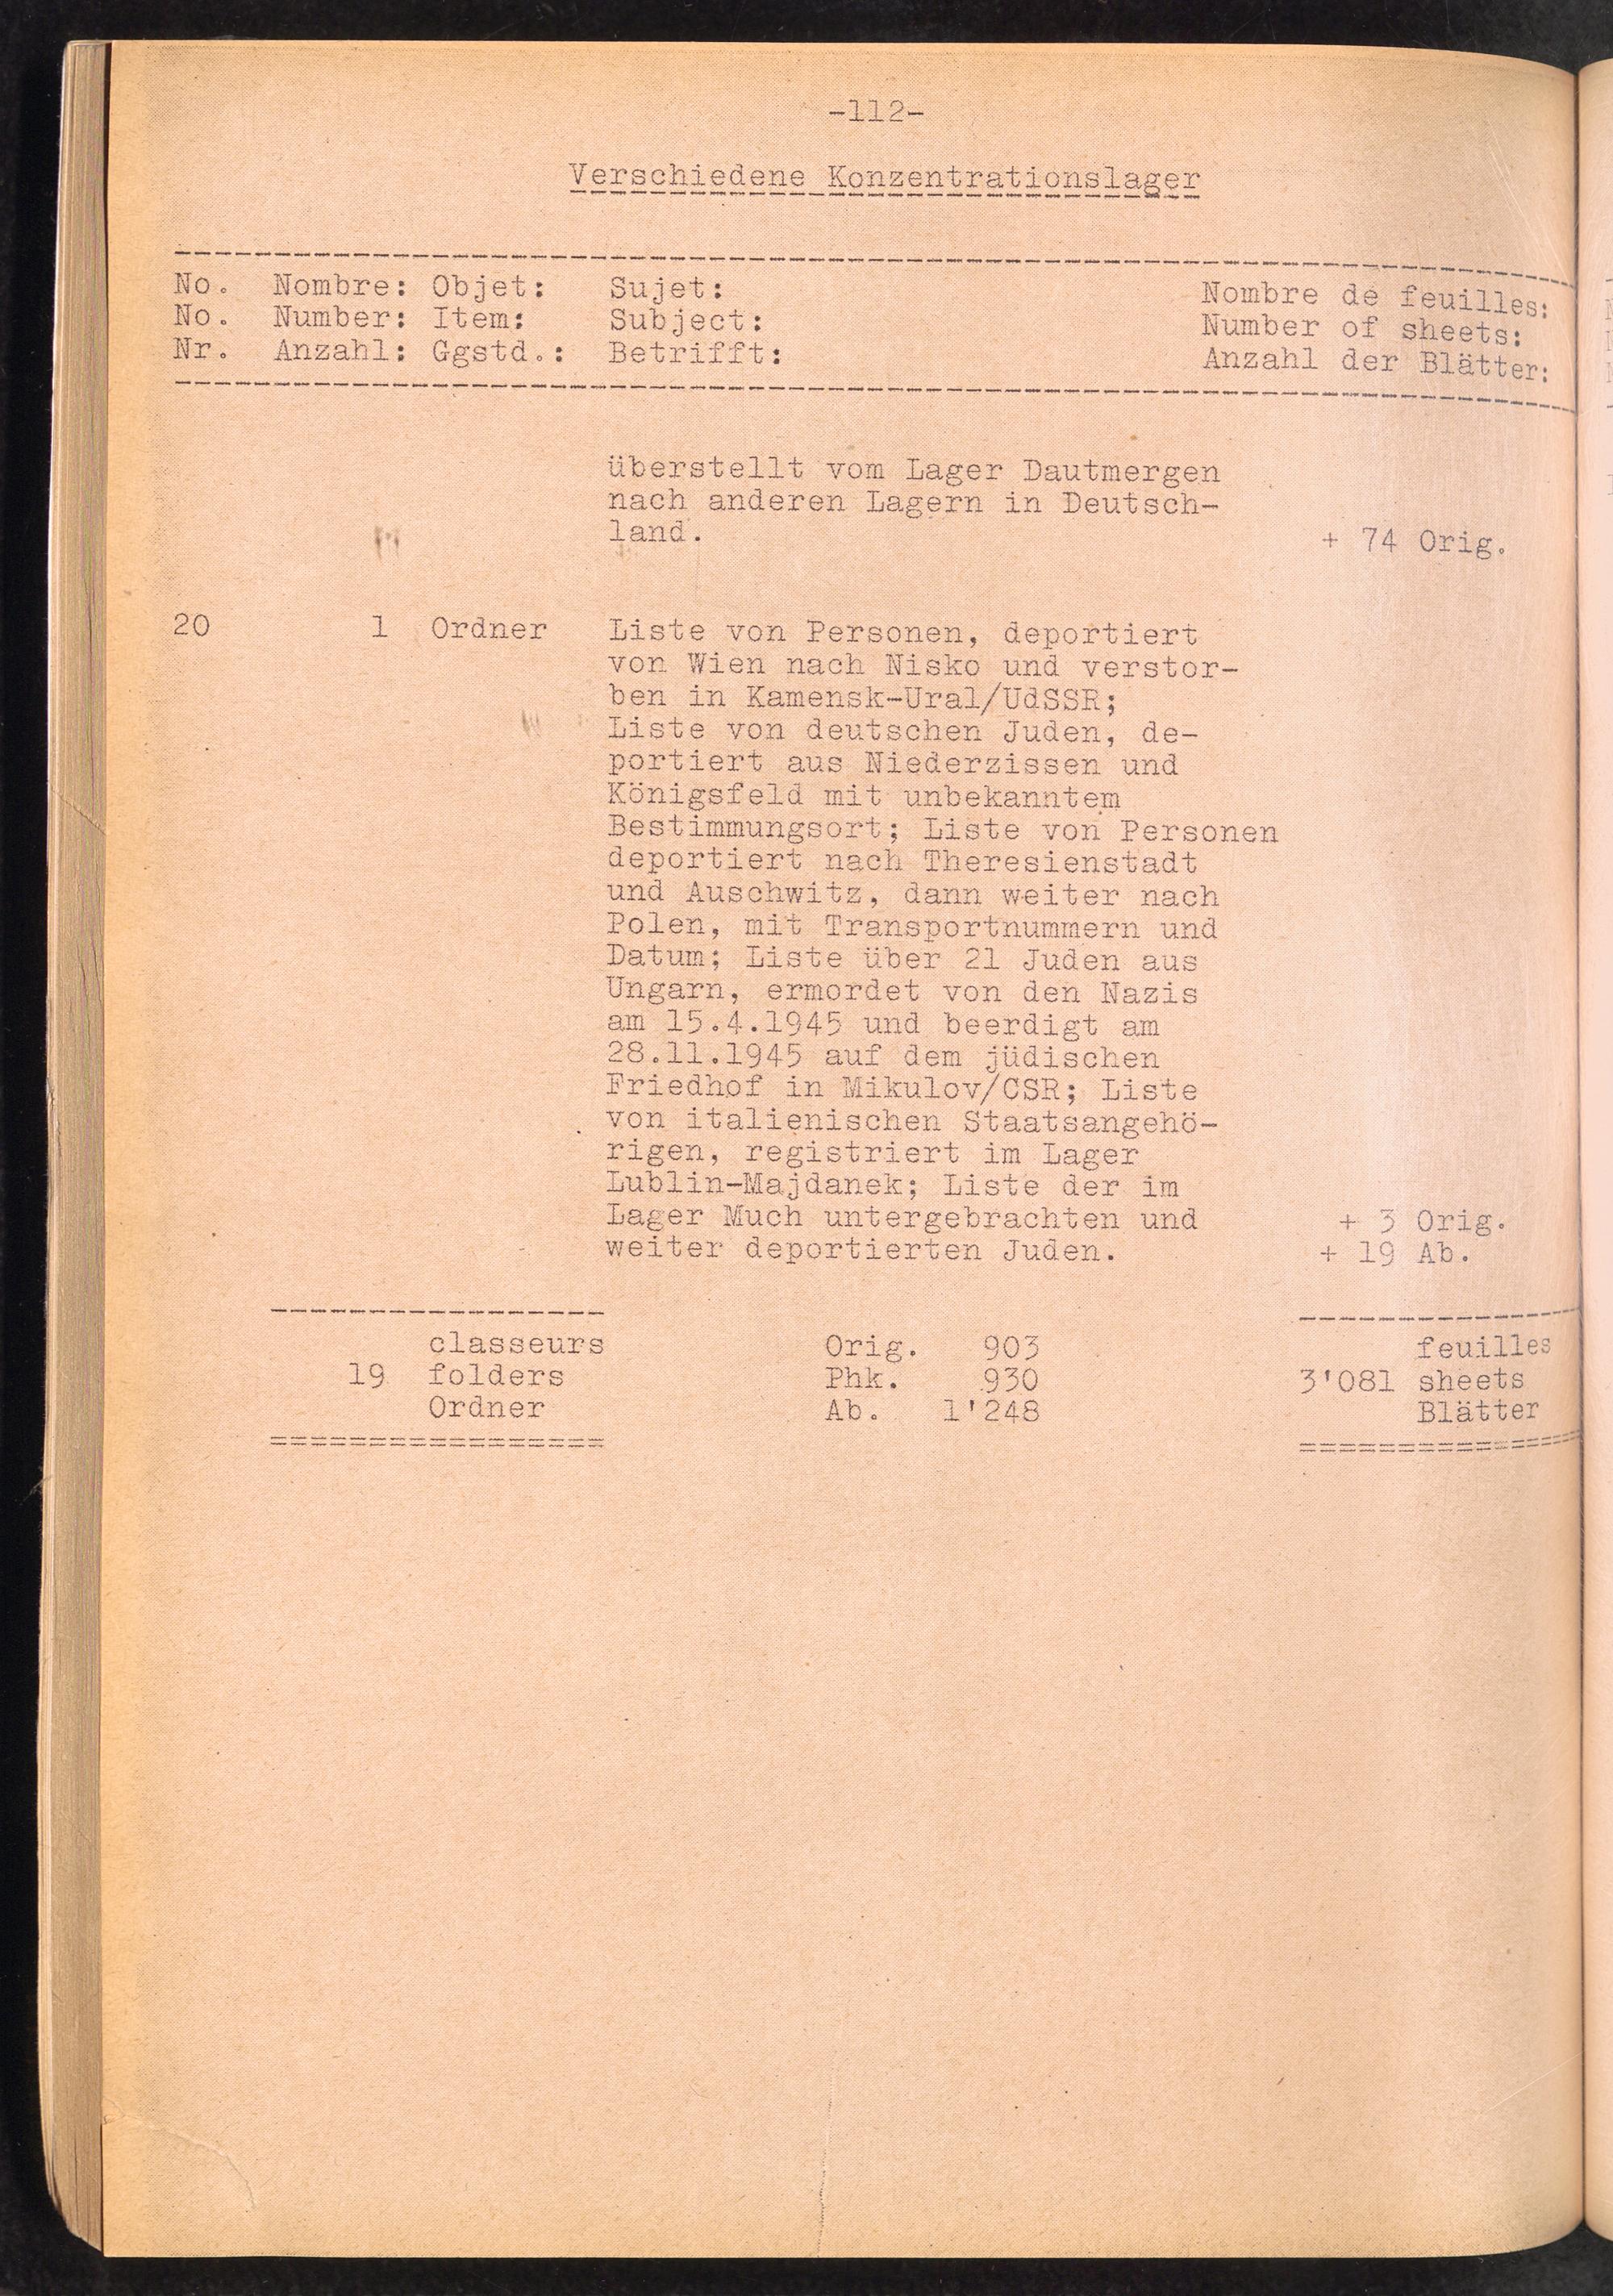 -112-
Verschiedene Konzentrationslager
No. Nombre: Objet: Sujet: Nombre de feuilles:
No. Number: Item: Subject: Number of sheets:
Nr. Anzahl: Ggstd.: Betrifft: Anzahl der Blätter:
überstellt vom Lager Dautmergen
nach anderen Lagern in Deutsch-
land. + 74 Orig.
20 1 Ordner Liste von Personen, deportiert
von Wien nach Nisko und verstor-
ben in Kamensk-Ural/UdSSR;
Liste von deutschen Juden, de-
portiert aus Niederzissen und
Königsfeld mit unbekanntem
Bestimmungsort; Liste von Personen
deportiert nach Theresienstadt
und Auschwitz, dann weiter nach
Polen, mit Transportnummern und
Datum; Liste über 21 Juden aus
Ungarn, ermordet von den Nazis
am 15.4.1945 und beerdigt am
28.11.1945 auf dem jüdischen
Friedhof in Mikulov/CSR; Liste
von italienischen Staatsangehö-
rigen, registriert im Lager
Lublin-Majdanek; Liste der im
Lager Much untergebrachten und + 3 Orig.
weiter deportierten Juden. + 19 Ab.
classeurs Orig. 903 feuilles
19 folders Phk. 930 3'081 sheets
Ordner Ab. 1'248 Blätter